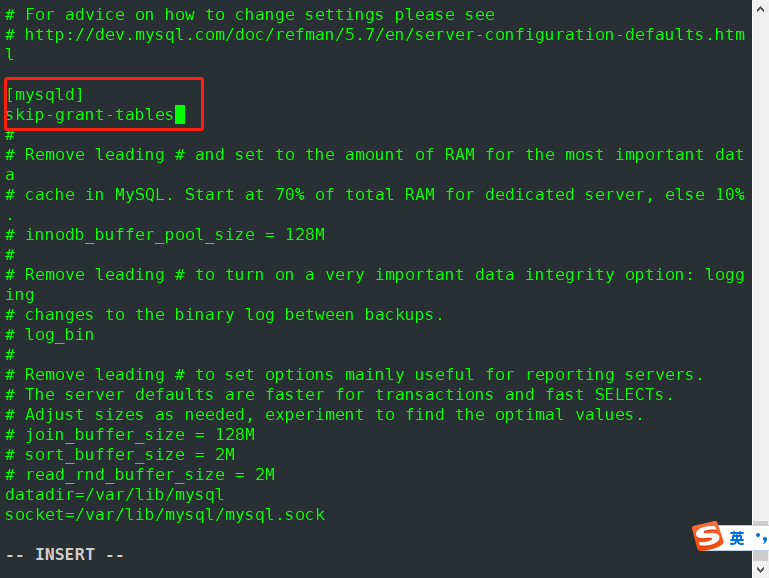 # For advice on how to change settings please see
# http://dev.mysql.com/doc/refman/5.7/en/server-configuration-defaults.htm
l
[mysqld]
skip-grant-tables
#
# Remove leading # and set to the amount of RAM for the most important dat
a
# cache in MySQL. Start at 70% of total RAM for dedicated server, else 10%
.
# innodb_buffer_pool_size = 128M
#
# Remove leading # to turn on a very important data integrity option: logg
ing
# changes to the binary log between backups.
# log_bin
#
# Remove leading # to set options mainly useful for reporting servers.
# The server defaults are faster for transactions and fast SELECTs.
# Adjust sizes as needed, experiment to find the optimal values.
# join_buffer_size = 128M
# sort_buffer_size = 2M
# read_rnd_buffer_size = 2M
datadir=/var/lib/mysql
socket=/var/lib/mysql/mysql.sock
-- INSERT --
S 英 ·,